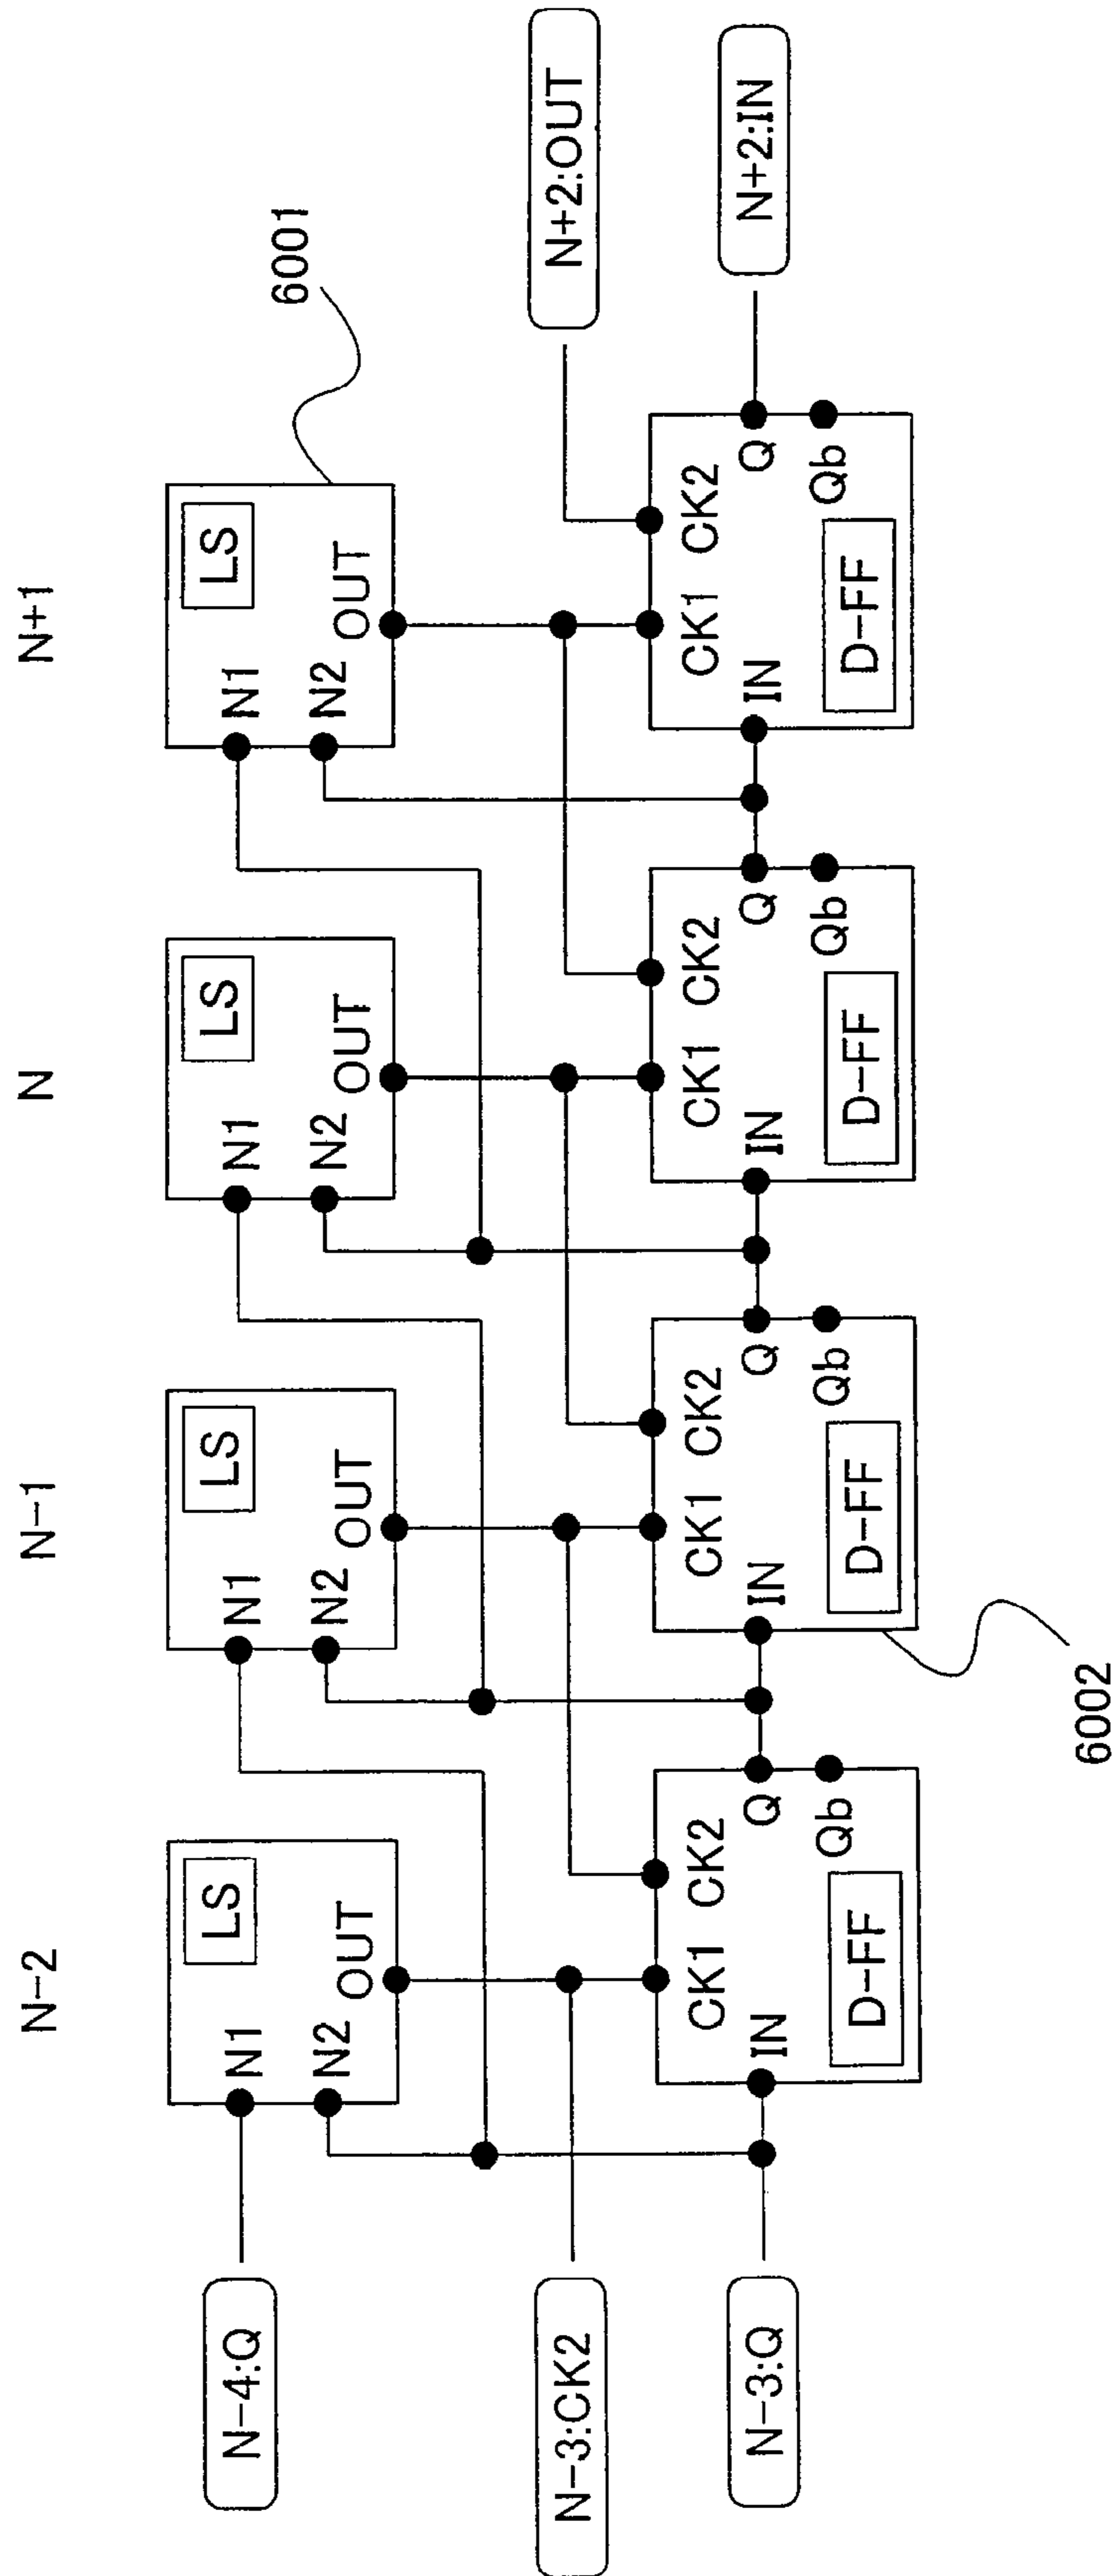 N-2
N-1
N
N+1
LS
N1
N2
OUT
LS
N1
N2
OUT
LS
N1
N2
OUT
LS
N1
N2
OUT
6001
N-4:Q
N-3:CK2
N-3:Q
N+2:OUT
N+2:IN
CK1
CK2
IN
Q
Qb
D-FF
CK1
CK2
IN
Q
Qb
D-FF
CK1
CK2
IN
Q
Qb
D-FF
CK1
CK2
IN
Q
Qb
D-FF
6002